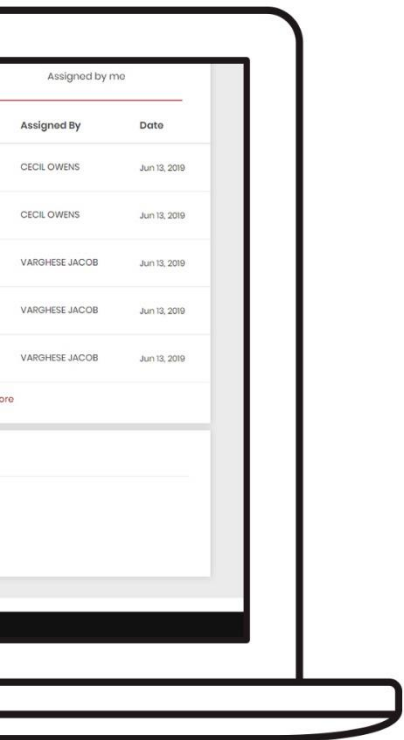 Assigned by me
Assigned By Date
CECIL OWENS Jun 13, 2019
CECIL OWENS Jun 13, 2019
VARGHESE JACOB Jun 13, 2019
VARGHESE JACOB Jun 13, 2019
VARGHESE JACOB Jun 13, 2019
ore